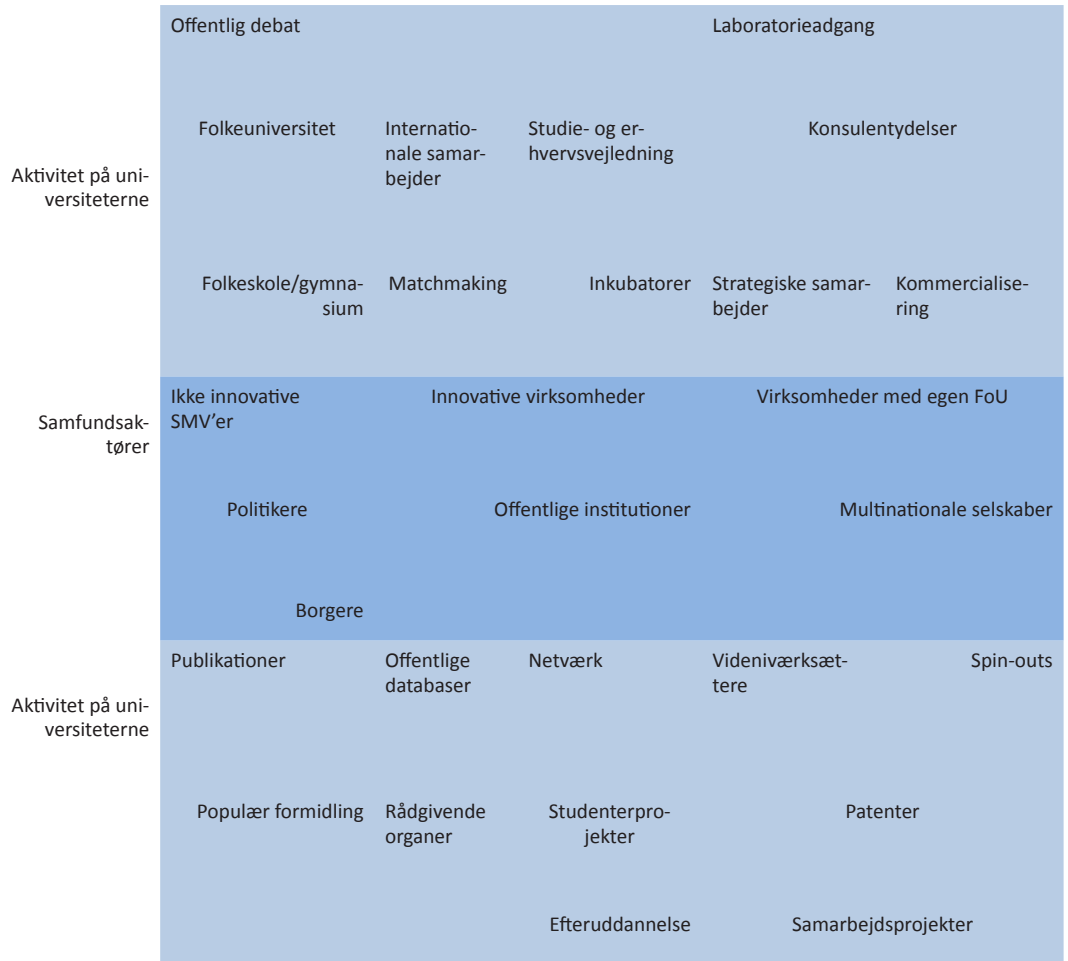 Offentlig debat
Laboratorieadgang
Folkeuniversitet
Internatio-
nale samar-
bejder
Studie- og er-
hvervsvejledning
Konsulentydelser
Aktivitet på uni-
versiteterne
Folkeskole/gymna-
sium
Matchmaking
Inkubatorer
Strategiske samar-
bejder
Kommercialise-
ring
Samfundsak-
tører
Ikke innovative
SMV'er
Innovative virksomheder
Virksomheder med egen FoU
Politikere
Offentlige institutioner
Multinationale selskaber
Borgere
Aktivitet på uni-
versiteterne
Publikationer
Offentlige
databaser
Netværk
Videniværksæt-
tere
Spin-outs
Populær formidling
Rådgivende
organer
Studenterpro-
jekter
Patenter
Efteruddannelse
Samarbejdsprojekter